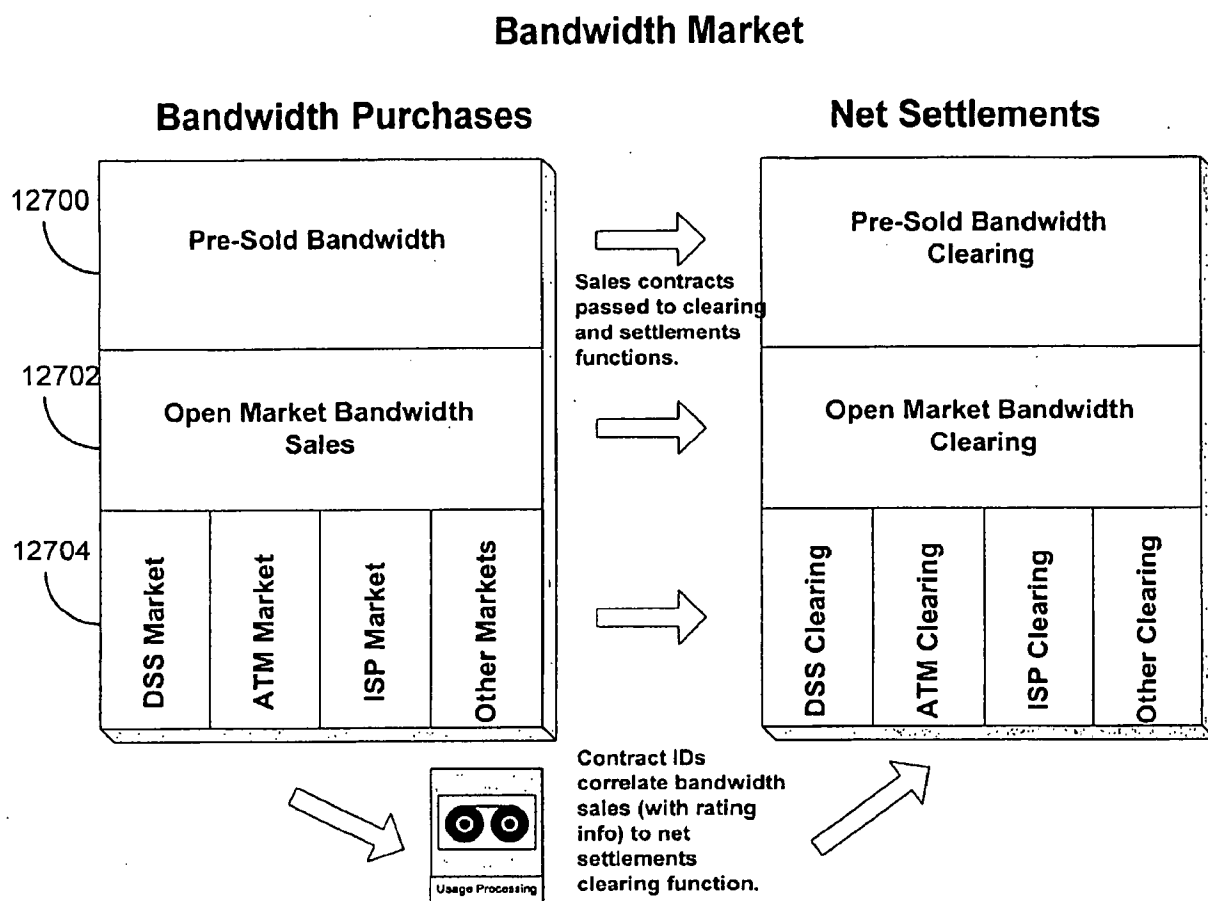 Bandwidth Market
Bandwidth Purchases
Net Settlements
12700
Pre-Sold Bandwidth
Sales contracts
passed to clearing
and settlements
functions.
Pre-Sold Bandwidth
Clearing
12702
Open Market Bandwidth
Sales
Open Market Bandwidth
Clearing
12704
DSS Market
ATM Market
ISP Market
Other Markets
DSS Clearing
ATM Clearing
ISP Clearing
Other Clearing
Usage Processing
Contract IDs
correlate bandwidth
sales (with rating
info) to net
settlements
clearing function.